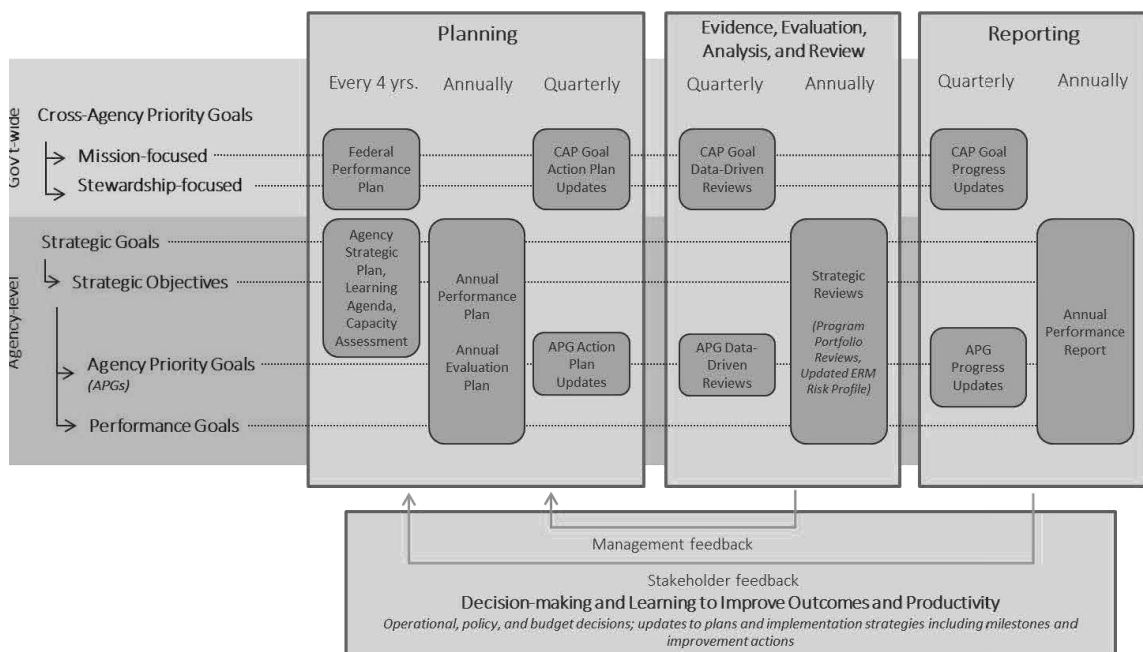 Planning
Evidence, Evaluation,
Analysis, and Review
Reporting
Every 4 yrs.
Annually
Quarterly
Quarterly
Annually
Quarterly
Annually
Gov't-wide
Cross-Agency Priority Goals
Mission-focused
Stewardship-focused
Federal
Performance
Plan
CAP Goal
Action Plan
Updates
CAP Goal
Data-Driven
Reviews
CAP Goal
Progress
Updates
Agency-level
Strategic Goals
Strategic Objectives
Agency Priority Goals
(APGs)
Performance Goals
Agency
Strategic
Plan,
Learning
Agenda,
Capacity
Assessment
Annual
Performance
Plan
Annual
Evaluation
Plan
APG Action
Plan
Updates
APG Data-
Driven
Reviews
Strategic
Reviews
(Program
Portfolio
Reviews,
Updated ERM
Risk Profile)
APG
Progress
Updates
Annual
Performance
Report
Management feedback
Stakeholder feedback
Decision-making and Learning to Improve Outcomes and Productivity
Operational, policy, and budget decisions; updates to plans and implementation strategies including milestones and
improvement actions